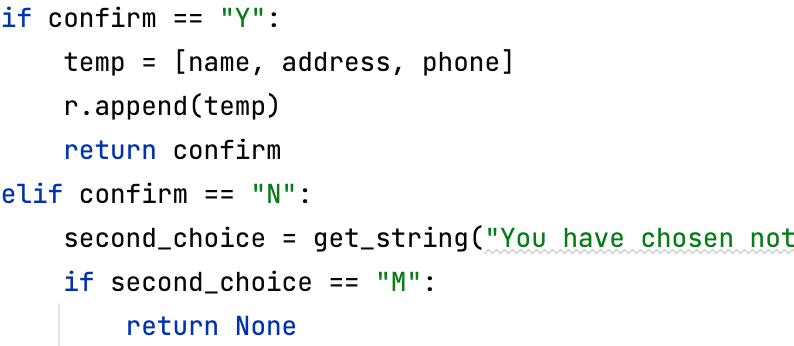 if confirm == "Y":
    temp = [name, address, phone]
    r.append(temp)
    return confirm
elif confirm == "N":
    second_choice = get_string("You have chosen not
    if second_choice == "M":
        return None